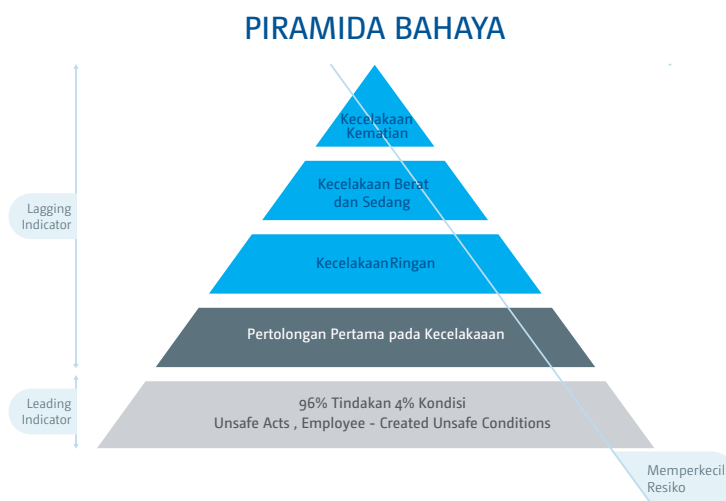 PIRAMIDA BAHAYA
Kecelakaan
Kematian
Kecelakaan Berat
dan Sedang
Lagging
Indicator
KecelakaanRingan
Pertolongan Pertama pada Kecelakaaan
Leading
Indicator
96% Tindakan 4% Kondisi
Unsafe Acts , Employee - Created Unsafe Conditions
Memperkecil
Resiko